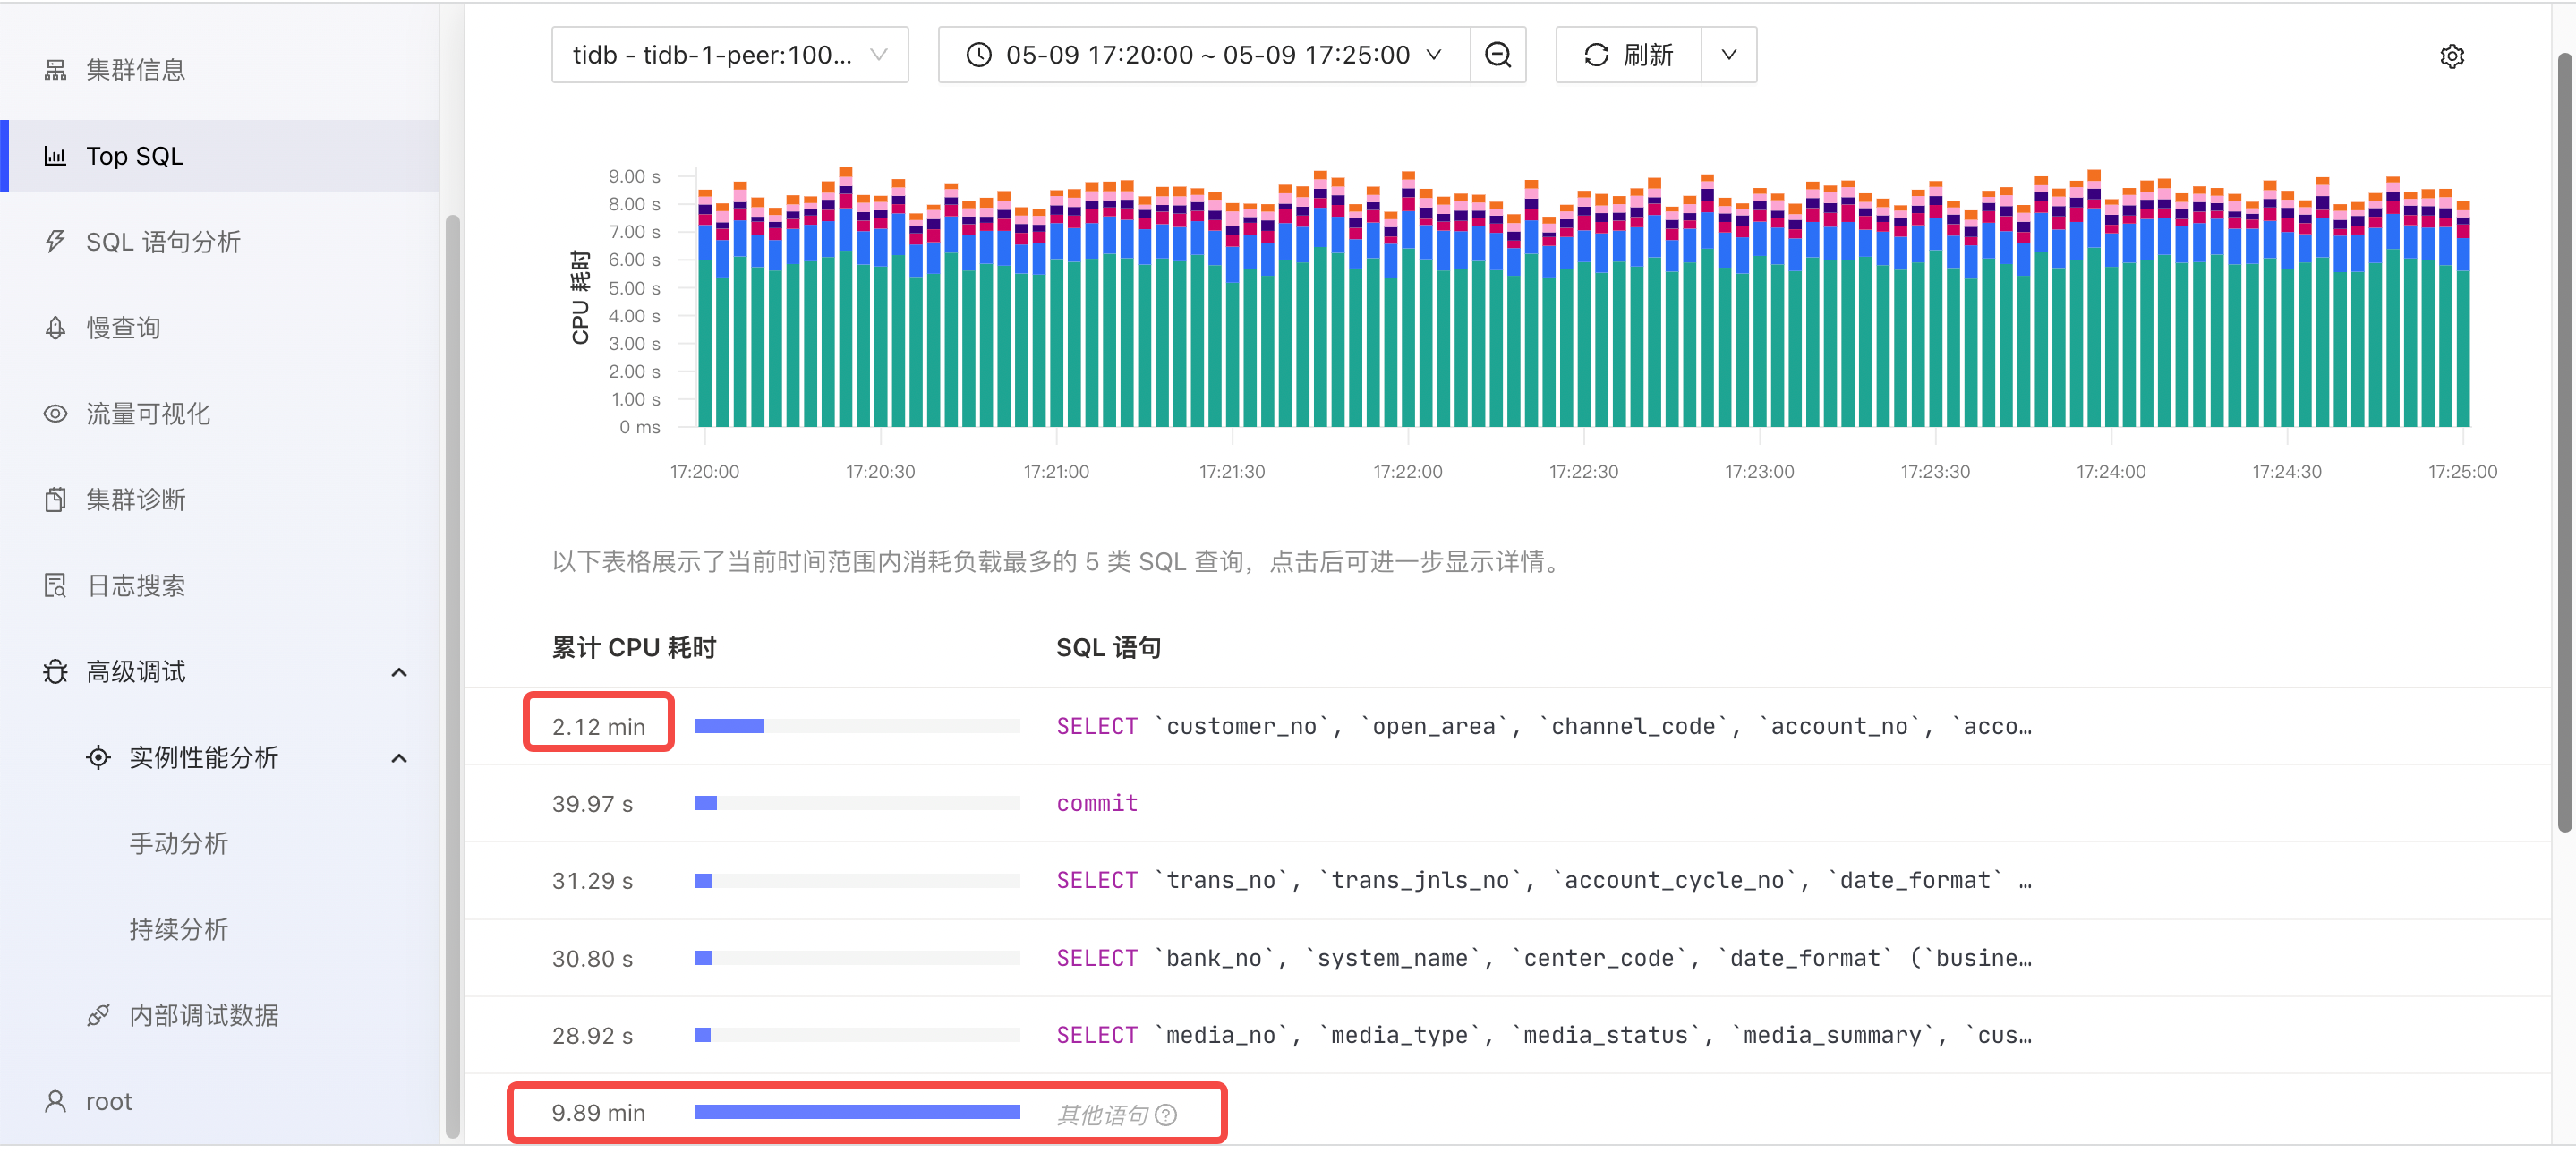 集群信息
Top SQL
SQL 语句分析
慢查询
流量可视化
集群诊断
日志搜索
高级调试
实例性能分析
手动分析
持续分析
内部调试数据
root
tidb - tidb-1-peer:100...
05-09 17:20:00 ~ 05-09 17:25:00
刷新
CPU 耗时
9.00 s
8.00 s
7.00 s
6.00 s
5.00 s
4.00 s
3.00 s
2.00 s
1.00 s
0 ms
17:20:00 17:20:30 17:21:00 17:21:30 17:22:00 17:22:30 17:23:00 17:23:30 17:24:00 17:24:30 17:25:00
以下表格展示了当前时间范围内消耗负载最多的 5 类 SQL 查询，点击后可进一步显示详情。
累计 CPU 耗时 SQL 语句
2.12 min SELECT `customer_no`, `open_area`, `channel_code`, `account_no`, `acco…
39.97 s commit
31.29 s SELECT `trans_no`, `trans_jnls_no`, `account_cycle_no`, `date_format` …
30.80 s SELECT `bank_no`, `system_name`, `center_code`, `date_format` (`busine…
28.92 s SELECT `media_no`, `media_type`, `media_status`, `media_summary`, `cus…
9.89 min 其他语句